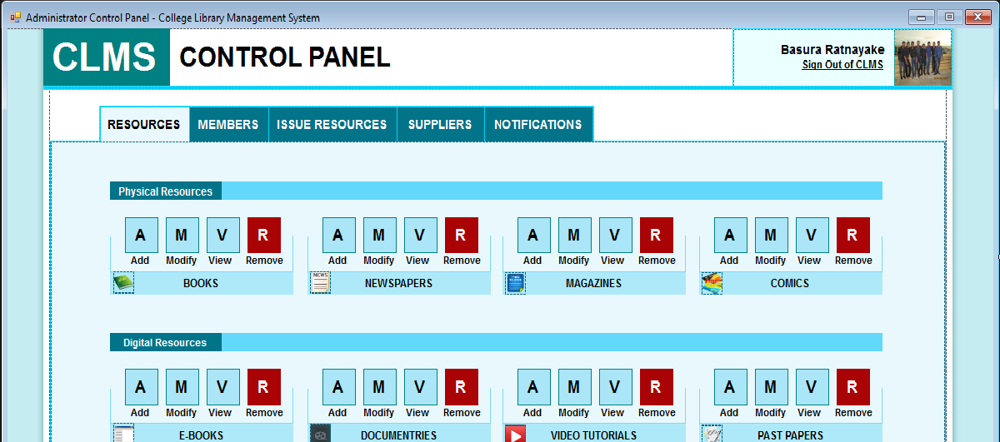 Administrator Control Panel - College Library Management System
CLMS CONTROL PANEL
Basura Ratnayake
Sign Out of CLMS
RESOURCES MEMBERS ISSUE RESOURCES SUPPLIERS NOTIFICATIONS
Physical Resources
A M V R A M V R A M V R A M V R
Add Modify View Remove Add Modify View Remove Add Modify View Remove Add Modify View Remove
NEWS
BOOKS NEWSPAPERS MAGAZINES COMICS
Digital Resources
A M V R A M V R A M V R A M V R
Add Modify View Remove Add Modify View Remove Add Modify View Remove Add Modify View Remove
E-BOOKS DOCUMENTRIES VIDEO TUTORIALS PAST PAPERS